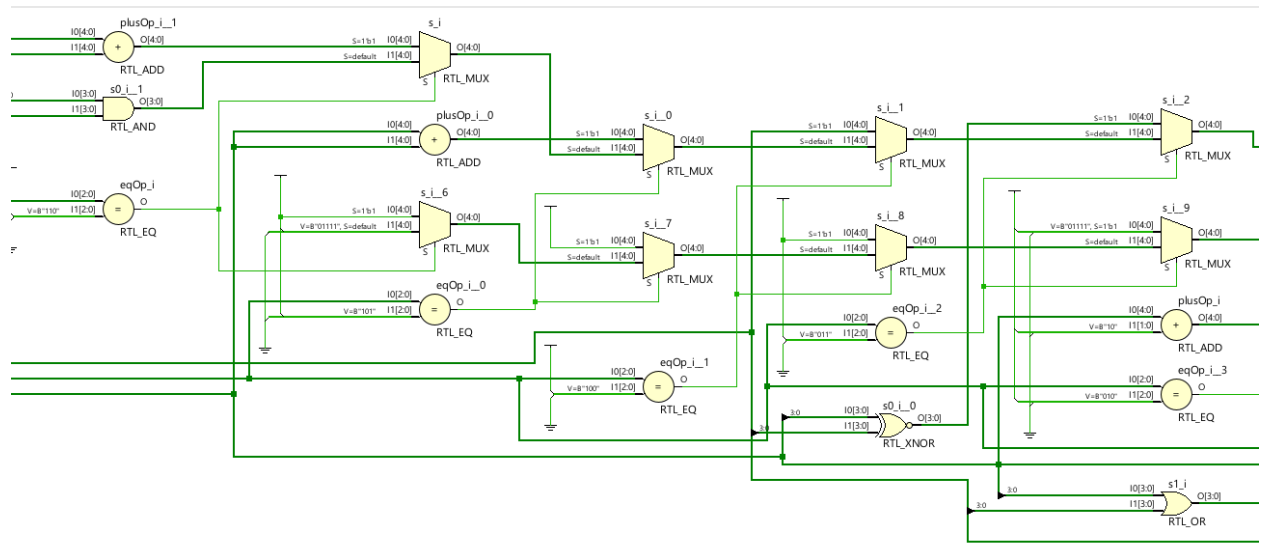 plusOp_i__1
I0[4:0]
I1[4:0]
O[4:0]
RTL_ADD
s0_i__1
I0[3:0]
I1[3:0]
O[3:0]
RTL_AND
s_i
S=1'b1 I0[4:0]
S=default I1[4:0]
O[4:0]
S
RTL_MUX
plusOp_i__0
I0[4:0]
I1[4:0]
O[4:0]
RTL_ADD
s_i__0
S=1'b1 I0[4:0]
S=default I1[4:0]
O[4:0]
S
RTL_MUX
s_i__1
S=1'b1 I0[4:0]
S=default I1[4:0]
O[4:0]
S
RTL_MUX
s_i__2
S=1'b1 I0[4:0]
S=default I1[4:0]
O[4:0]
S
RTL_MUX
eqOp_i
I0[2:0]
V=B"110" I1[2:0]
O
=
RTL_EQ
s_i__6
S=1'b1 I0[4:0]
V=B"01111", S=default I1[4:0]
O[4:0]
S
RTL_MUX
s_i__7
S=1'b1 I0[4:0]
S=default I1[4:0]
O[4:0]
S
RTL_MUX
s_i__8
S=1'b1 I0[4:0]
S=default I1[4:0]
O[4:0]
S
RTL_MUX
s_i__9
V=B"01111", S=1'b1 I0[4:0]
S=default I1[4:0]
O[4:0]
S
RTL_MUX
eqOp_i__0
I0[2:0]
V=B"101" I1[2:0]
O
=
RTL_EQ
eqOp_i__1
I0[2:0]
V=B"100" I1[2:0]
O
=
RTL_EQ
eqOp_i__2
I0[2:0]
V=B"011" I1[2:0]
O
=
RTL_EQ
plusOp_i
I0[4:0]
V=B"10" I1[1:0]
O[4:0]
+
RTL_ADD
eqOp_i__3
I0[2:0]
V=B"010" I1[2:0]
O
=
RTL_EQ
s0_i__0
3:0 I0[3:0]
3:0 I1[3:0]
O[3:0]
RTL_XNOR
s1_i
3:0 I0[3:0]
3:0 I1[3:0]
O[3:0]
RTL_OR